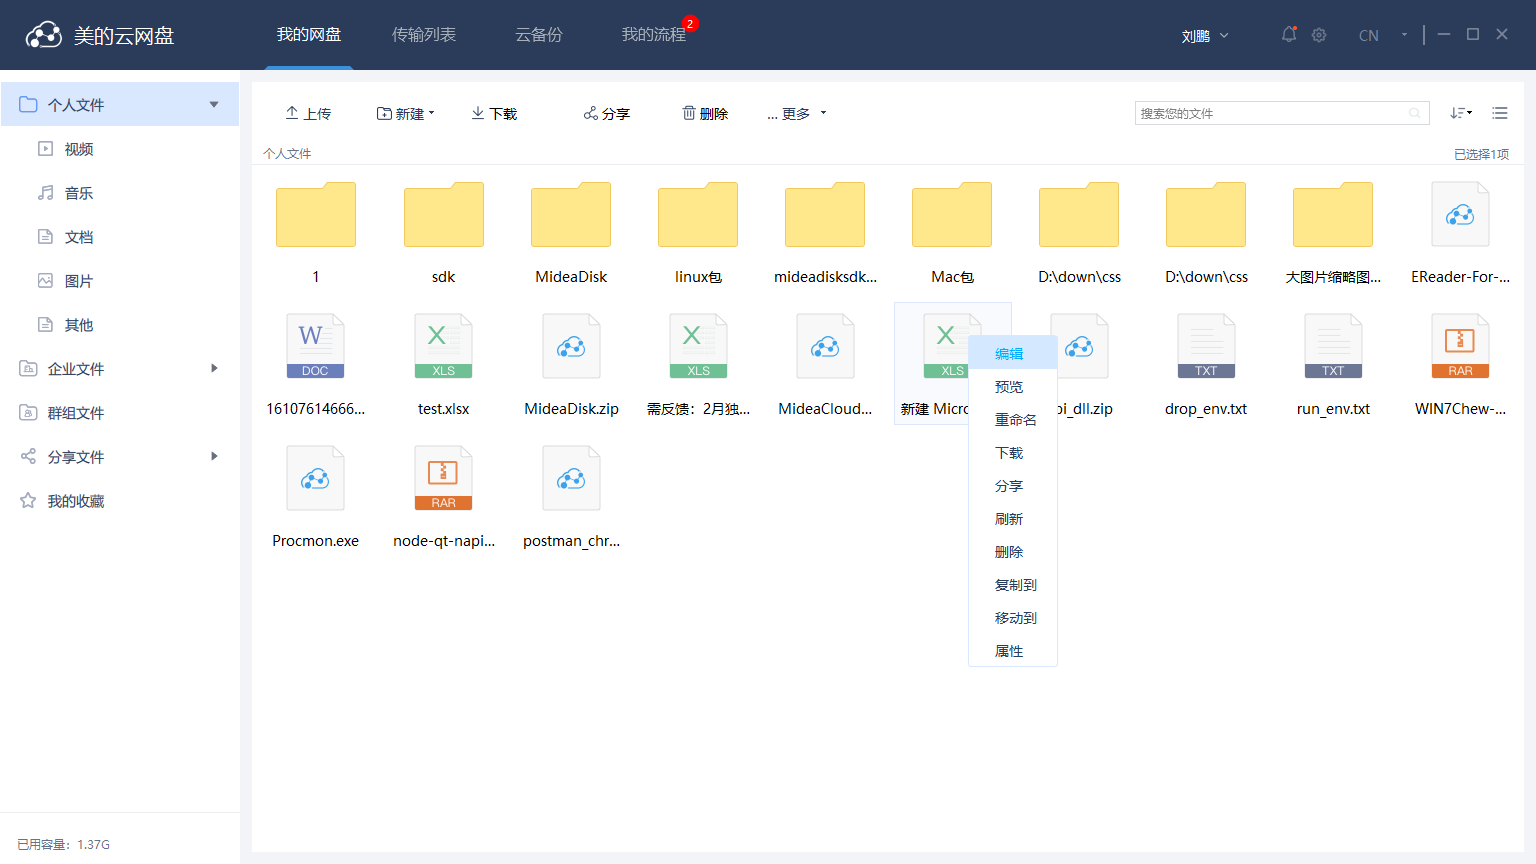 美的云网盘
我的网盘
传输列表
云备份
我的流程
2
刘鹏
CN
个人文件
视频
音乐
文档
图片
其他
企业文件
群组文件
分享文件
我的收藏
已用容量：1.37G
上传
新建
下载
分享
删除
... 更多
搜索您的文件
个人文件
已选择1项
1
sdk
MideaDisk
linux包
mideadisksdk...
Mac包
D:\down\css
D:\down\css
大图片缩略图...
EReader-For-...
W
DOC
X
XLS
X
XLS
X
XLS
TXT
TXT
RAR
16107614666...
test.xlsx
MideaDisk.zip
需反馈：2月独...
MideaCloud...
新建 Micro
pi_dll.zip
drop_env.txt
run_env.txt
WIN7Chew-...
RAR
Procmon.exe
node-qt-napi...
postman_chr...
编辑
预览
重命名
下载
分享
刷新
删除
复制到
移动到
属性